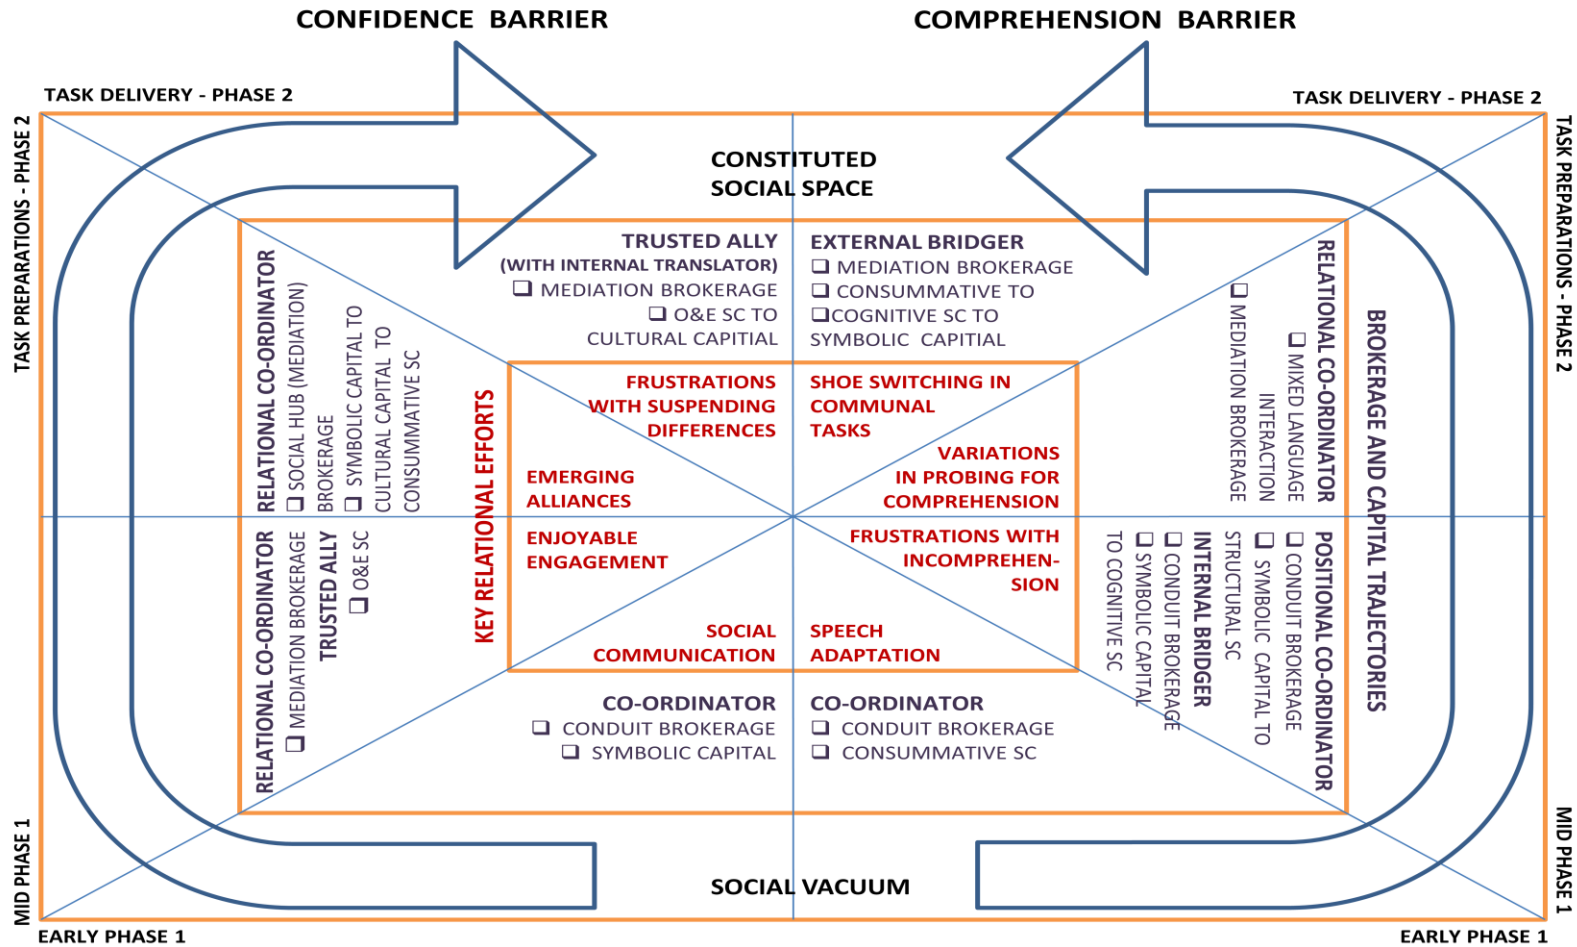 CONFIDENCE BARRIER
COMPREHENSION BARRIER
TASK DELIVERY - PHASE 2
TASK DELIVERY - PHASE 2
TASK PREPARATIONS - PHASE 2
TASK PREPARATIONS - PHASE 2
CONSTITUTED
SOCIAL SPACE
TRUSTED ALLY
(WITH INTERNAL TRANSLATOR)
❑ MEDIATION BROKERAGE
❑ O&E SC TO
CULTURAL CAPITIAL
EXTERNAL BRIDGER
❑ MEDIATION BROKERAGE
❑ CONSUMMATIVE TO
❑COGNITIVE SC TO
SYMBOLIC CAPITIAL
RELATIONAL CO-ORDINATOR
❑ SOCIAL HUB (MEDIATION)
BROKERAGE
❑ SYMBOLIC CAPITAL TO
CULTURAL CAPITAL TO
CONSUMMATIVE SC
RELATIONAL CO-ORDINATOR
❑ MIXED LANGUAGE
INTERACTION
❑ MEDIATION BROKERAGE
BROKERAGE AND CAPITAL TRAJECTORIES
KEY RELATIONAL EFFORTS
FRUSTRATIONS
WITH SUSPENDING
DIFFERENCES
SHOE SWITCHING IN
COMMUNAL
TASKS
VARIATIONS
IN PROBING FOR
COMPREHENSION
EMERGING
ALLIANCES
ENJOYABLE
ENGAGEMENT
FRUSTRATIONS WITH
INCOMPREHEN-
SION
SOCIAL
COMMUNICATION
SPEECH
ADAPTATION
RELATIONAL CO-ORDINATOR
❑ MEDIATION BROKERAGE
TRUSTED ALLY
❑ O&E SC
POSITIONAL CO-ORDINATOR
❑ CONDUIT BROKERAGE
❑ SYMBOLIC CAPITAL TO
STRUCTURAL SC
INTERNAL BRIDGER
❑ CONDUIT BROKERAGE
❑ SYMBOLIC CAPITAL
TO COGNITIVE SC
CO-ORDINATOR
❑ CONDUIT BROKERAGE
❑ SYMBOLIC CAPITAL
CO-ORDINATOR
❑ CONDUIT BROKERAGE
❑ CONSUMMATIVE SC
SOCIAL VACUUM
MID PHASE 1
MID PHASE 1
EARLY PHASE 1
EARLY PHASE 1